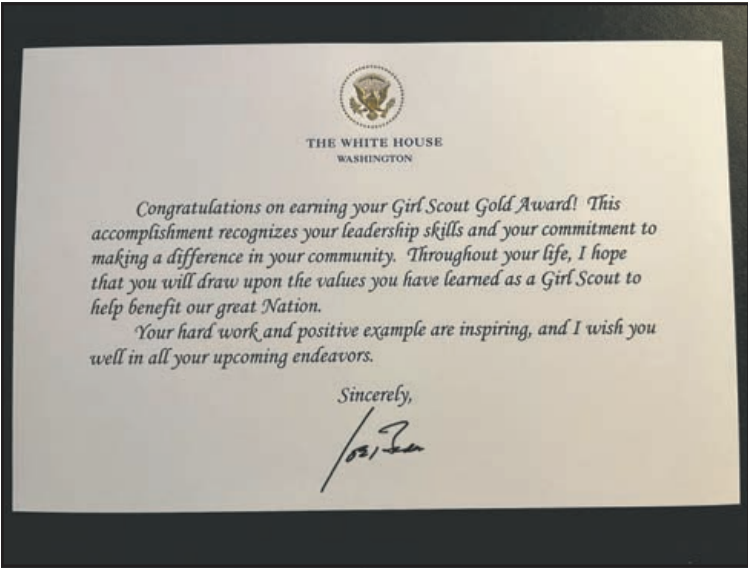 THE WHITE HOUSE
WASHINGTON
Congratulations on earning your Girl Scout Gold Award! This
accomplishment recognizes your leadership skills and your commitment to
making a difference in your community. Throughout your life, I hope
that you will draw upon the values you have learned as a Girl Scout to
help benefit our great Nation.
Your hard work and positive example are inspiring, and I wish you
well in all your upcoming endeavors.
Sincerely,
Joe Biden